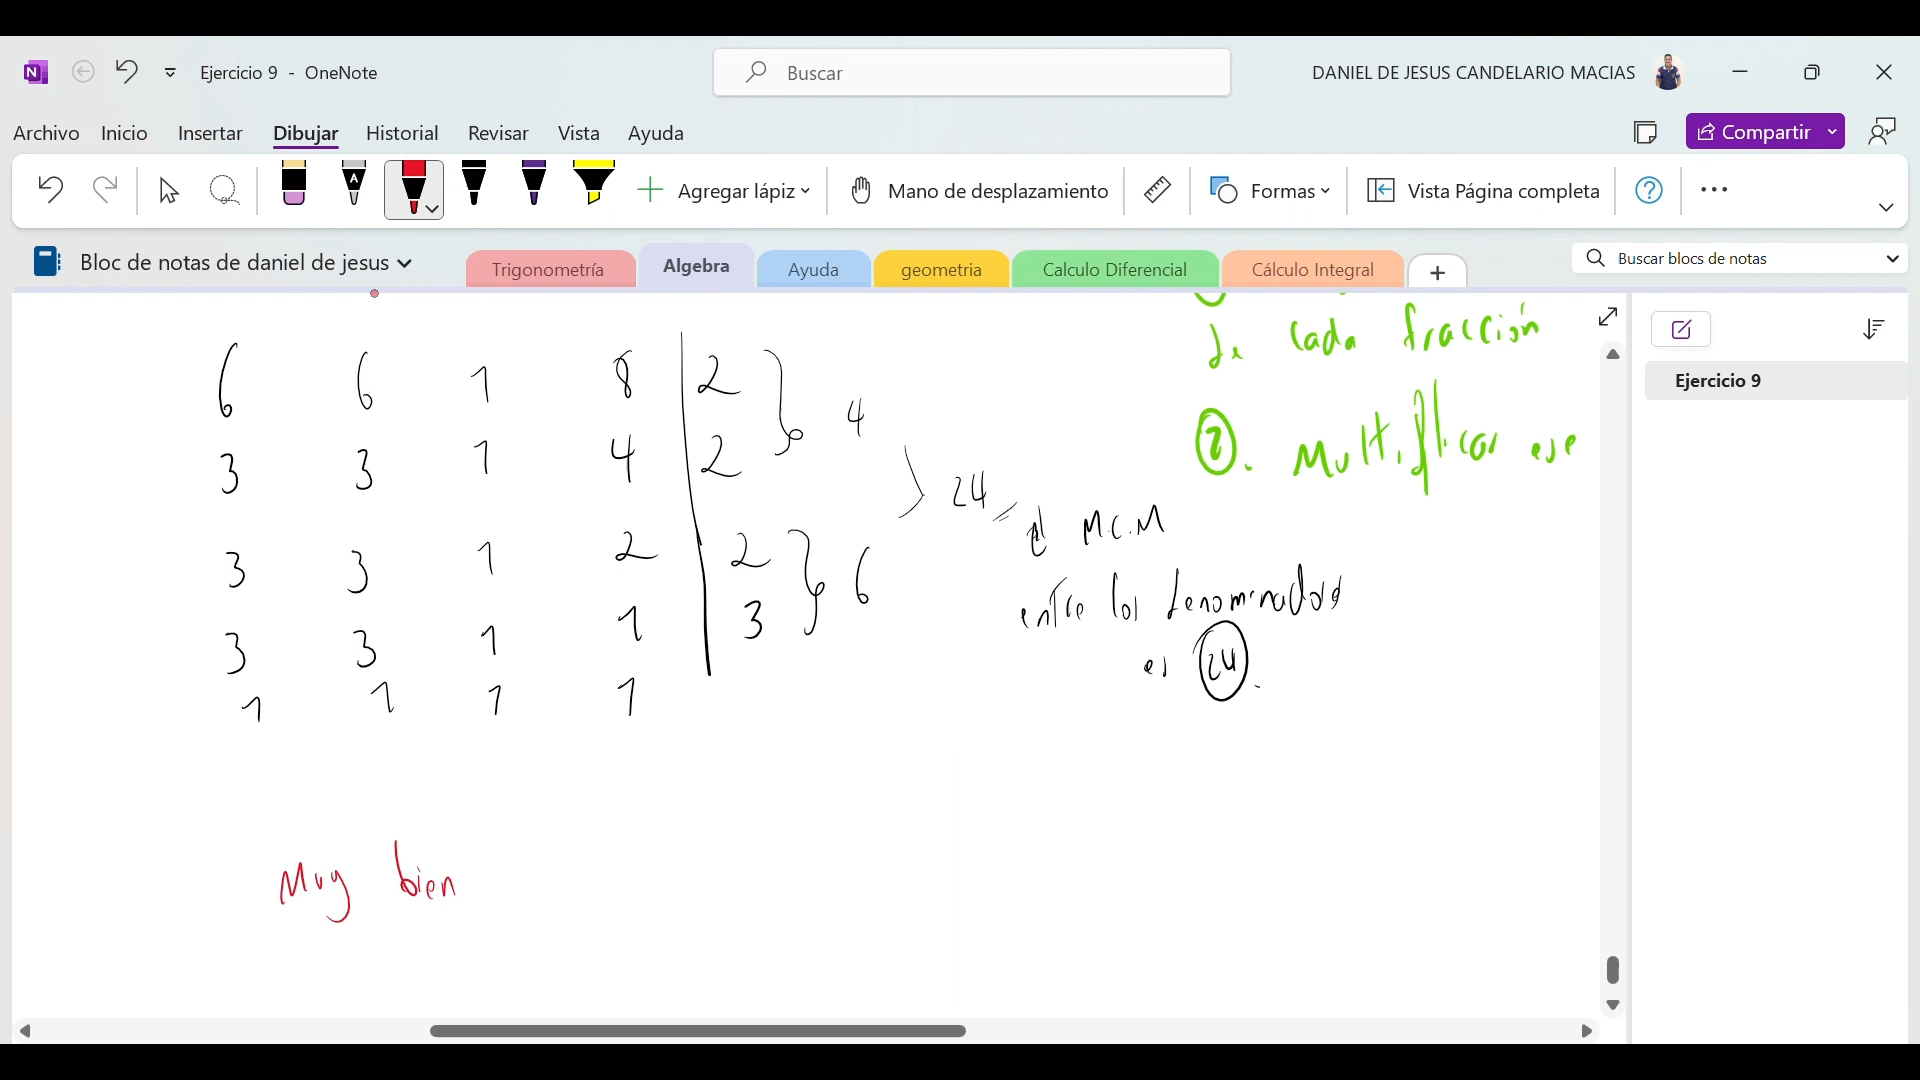 Ejercicio 9 - OneNote
Buscar
DANIEL DE JESUS CANDELARIO MACIAS
Archivo Inicio Insertar Dibujar Historial Revisar Vista Ayuda
Compartir
Agregar lápiz
Mano de desplazamiento
Formas
Vista Página completa
Bloc de notas de daniel de jesus
Trigonometría
Algebra
Ayuda
geometria
Calculo Diferencial
Cálculo Integral
Buscar blocs de notas
Ejercicio 9
de cada fracción
2. Multiplicar ese
6 6 1 8 | 2
3 3 1 4 | 2
4
3 3 1 2 | 2
3 3 1 1 | 3
6
1 1 1 1
24
el M.C.M
entre los denominadores
es 24.
Muy bien